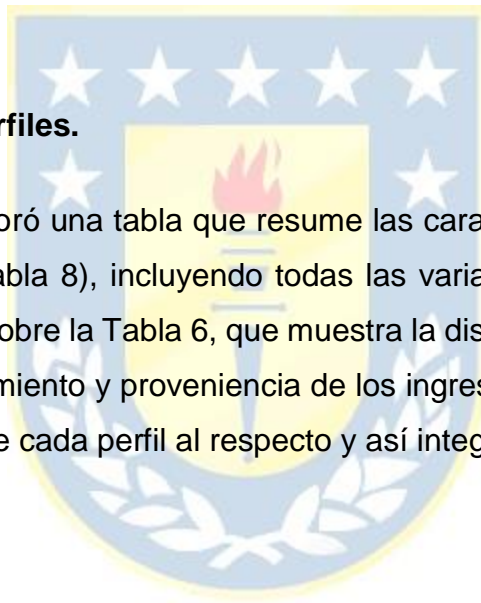 rfiles.
oró una tabla que resume las cara
abla 8), incluyendo todas las varia
obre la Tabla 6, que muestra la dis
miento y proveniencia de los ingres
e cada perfil al respecto y así integ